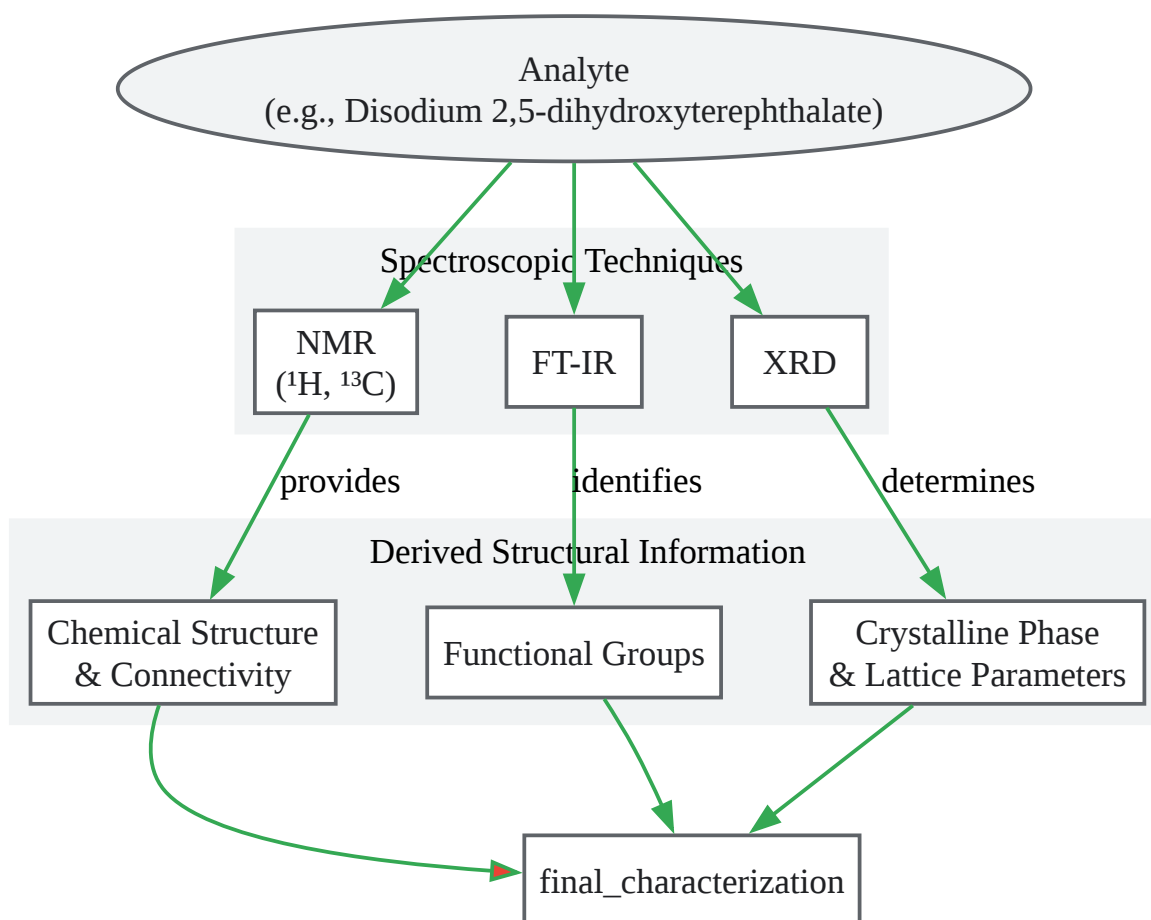 Analyte
(e.g., Disodium 2,5-dihydroxyterephthalate)
Spectroscopic Techniques
NMR
(¹H, ¹³C)
FT-IR
XRD
provides
identifies
determines
Derived Structural Information
Chemical Structure
& Connectivity
Functional Groups
Crystalline Phase
& Lattice Parameters
final_characterization